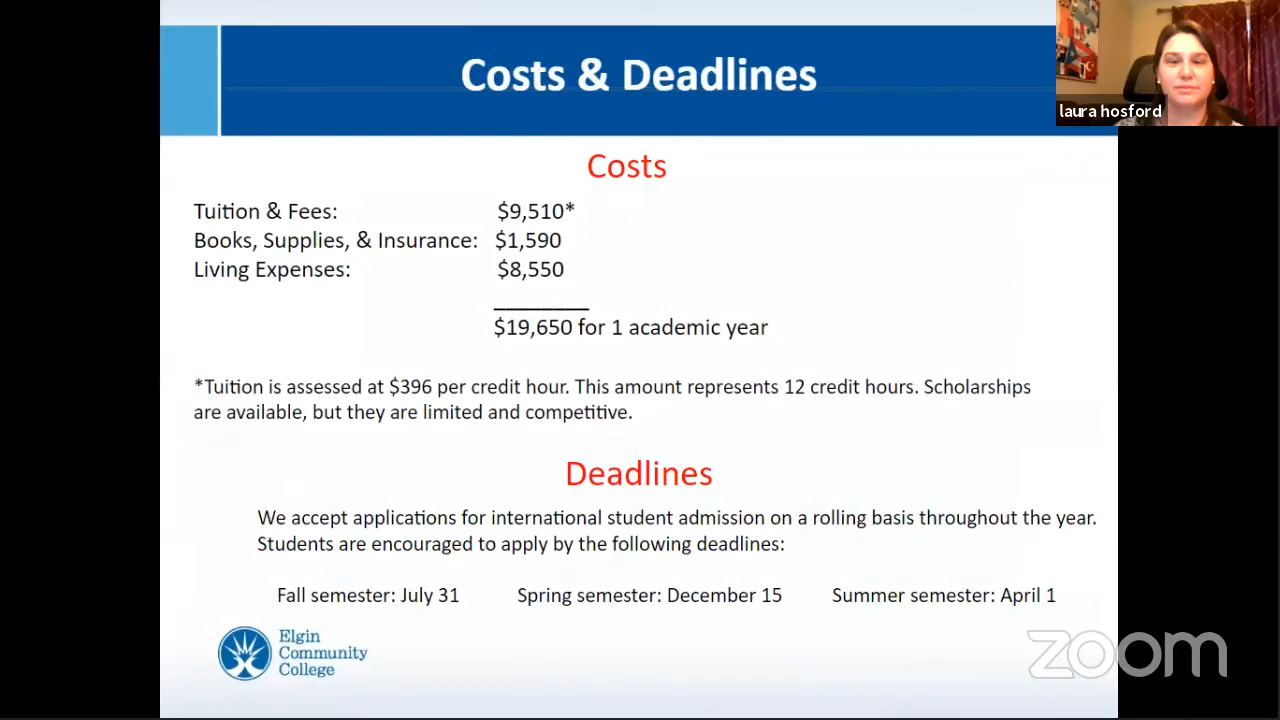 Costs & Deadlines
laura hosford
Costs
Tuition & Fees: $9,510*
Books, Supplies, & Insurance: $1,590
Living Expenses: $8,550
$19,650 for 1 academic year
*Tuition is assessed at $396 per credit hour. This amount represents 12 credit hours. Scholarships
are available, but they are limited and competitive.
Deadlines
We accept applications for international student admission on a rolling basis throughout the year.
Students are encouraged to apply by the following deadlines:
Fall semester: July 31 Spring semester: December 15 Summer semester: April 1
Elgin
Community
College
zoom